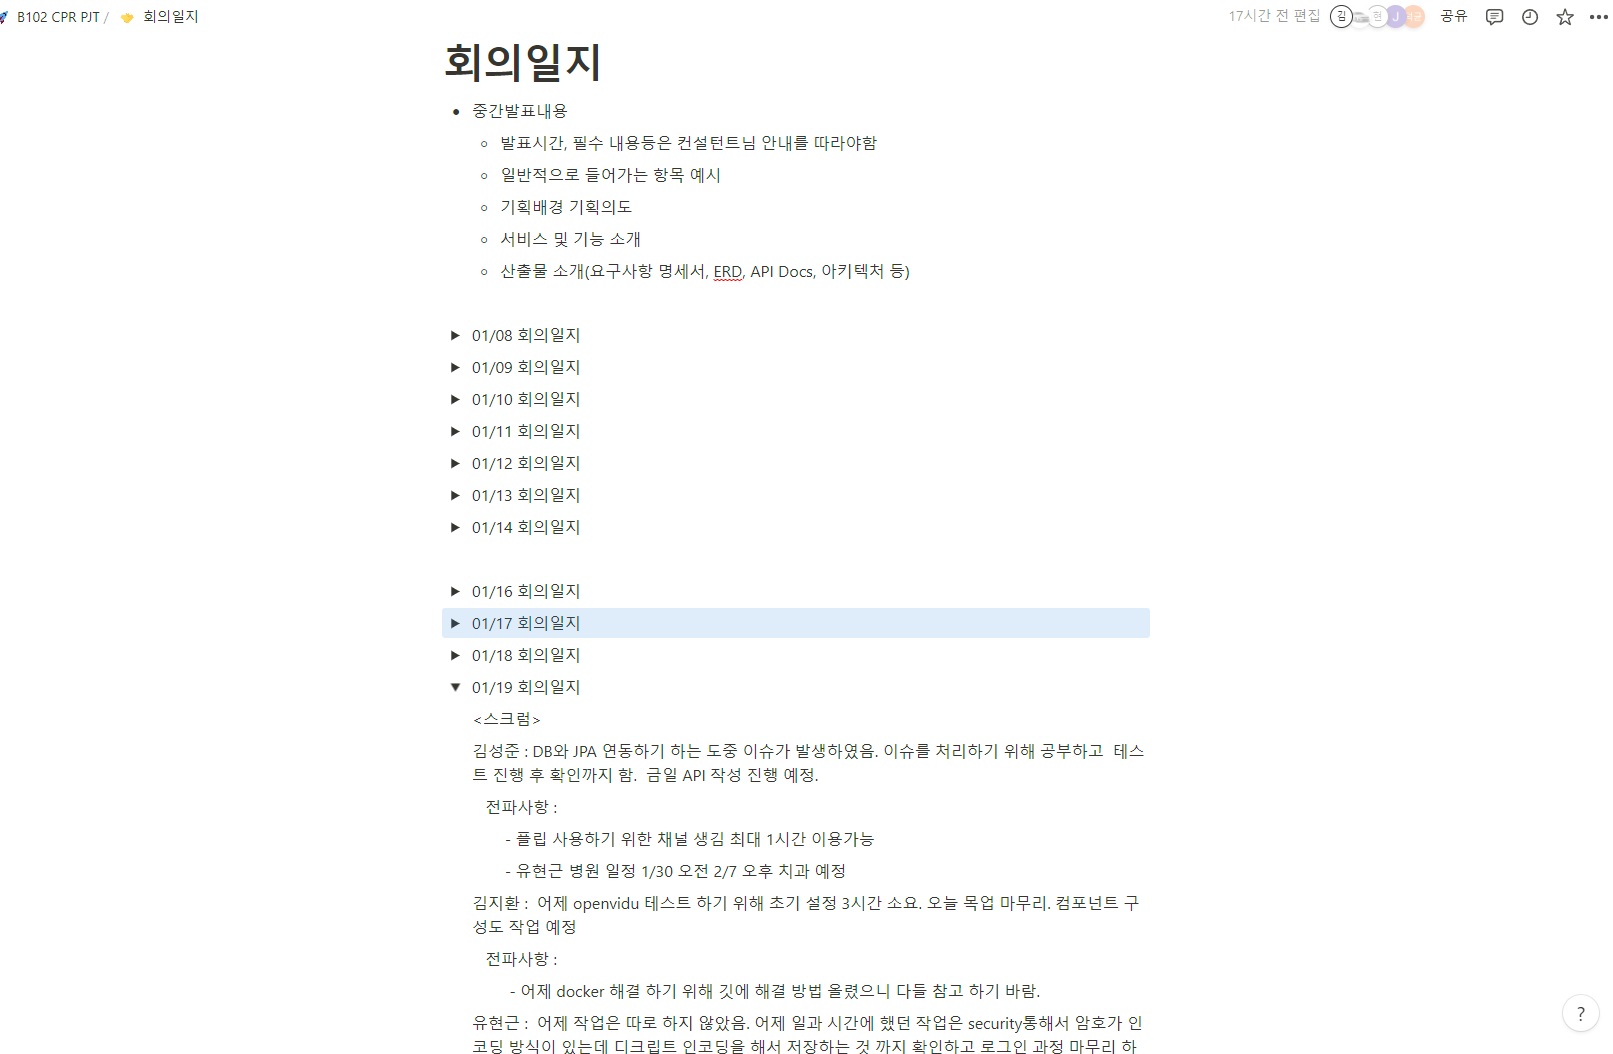 B102 CPR PJT / 회의일지
17시간 전 편집 김 현 J 공유
회의일지
중간발표내용
발표시간, 필수 내용등은 컨설턴트님 안내를 따라야함
일반적으로 들어가는 항목 예시
기획배경 기획의도
서비스 및 기능 소개
산출물 소개(요구사항 명세서, ERD, API Docs, 아키텍처 등)
01/08 회의일지
01/09 회의일지
01/10 회의일지
01/11 회의일지
01/12 회의일지
01/13 회의일지
01/14 회의일지
01/16 회의일지
01/17 회의일지
01/18 회의일지
01/19 회의일지
<스크럼>
김성준 : DB와 JPA 연동하기 하는 도중 이슈가 발생하였음. 이슈를 처리하기 위해 공부하고 테스
트 진행 후 확인까지 함. 금일 API 작성 진행 예정.
전파사항 :
- 플립 사용하기 위한 채널 생김 최대 1시간 이용가능
- 유현근 병원 일정 1/30 오전 2/7 오후 치과 예정
김지환 : 어제 openvidu 테스트 하기 위해 초기 설정 3시간 소요. 오늘 목업 마무리. 컴포넌트 구
성도 작업 예정
전파사항 :
- 어제 docker 해결 하기 위해 깃에 해결 방법 올렸으니 다들 참고 하기 바람.
유현근 : 어제 작업은 따로 하지 않았음. 어제 일과 시간에 했던 작업은 security통해서 암호가 인
코딩 방식이 있는데 디크립트 인코딩을 해서 저장하는 것 까지 확인하고 로그인 과정 마무리 하
?